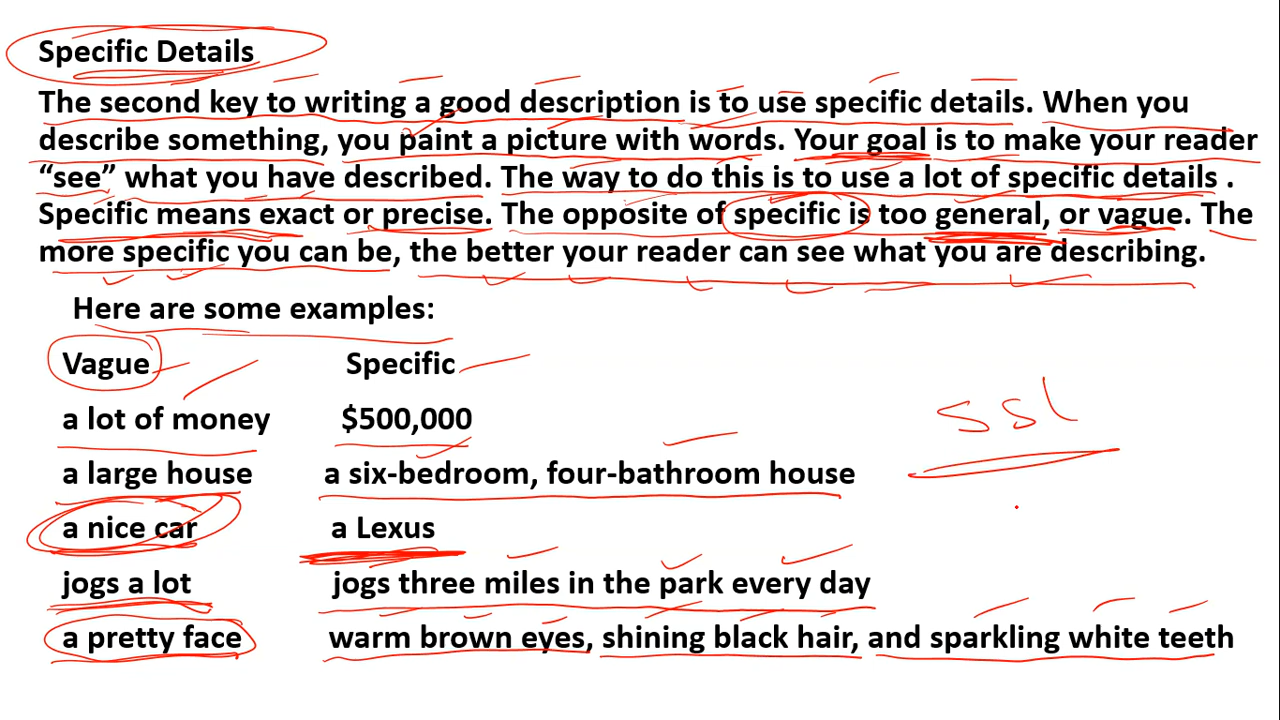 Specific Details
The second key to writing a good description is to use specific details. When you
describe something, you paint a picture with words. Your goal is to make your reader
“see” what you have described. The way to do this is to use a lot of specific details .
Specific means exact or precise. The opposite of specific is too general, or vague. The
more specific you can be, the better your reader can see what you are describing.
Here are some examples:
Vague Specific
a lot of money $500,000
a large house a six-bedroom, four-bathroom house
a nice car a Lexus
jogs a lot jogs three miles in the park every day
a pretty face warm brown eyes, shining black hair, and sparkling white teeth